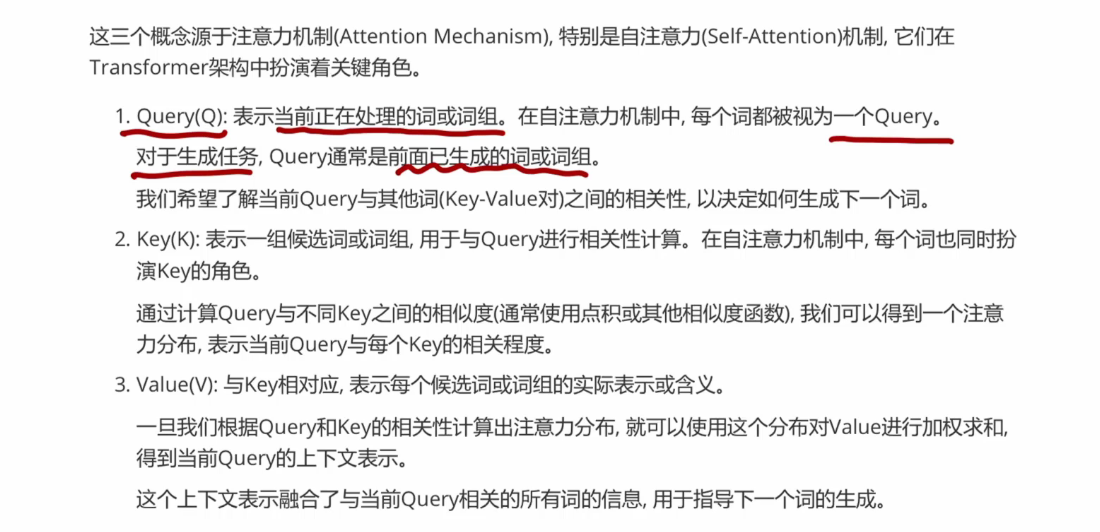 这三个概念源于注意力机制(Attention Mechanism), 特别是自注意力(Self-Attention)机制, 它们在
Transformer架构中扮演着关键角色。
1. Query(Q): 表示当前正在处理的词或词组。在自注意力机制中, 每个词都被视为一个Query。
对于生成任务, Query通常是前面已生成的词或词组。
我们希望了解当前Query与其他词(Key-Value对)之间的相关性, 以决定如何生成下一个词。
2. Key(K): 表示一组候选词或词组, 用于与Query进行相关性计算。在自注意力机制中, 每个词也同时扮
演Key的角色。
通过计算Query与不同Key之间的相似度(通常使用点积或其他相似度函数), 我们可以得到一个注意
力分布, 表示当前Query与每个Key的相关程度。
3. Value(V): 与Key相对应, 表示每个候选词或词组的实际表示或含义。
一旦我们根据Query和Key的相关性计算出注意力分布, 就可以使用这个分布对Value进行加权求和,
得到当前Query的上下文表示。
这个上下文表示融合了与当前Query相关的所有词的信息, 用于指导下一个词的生成。